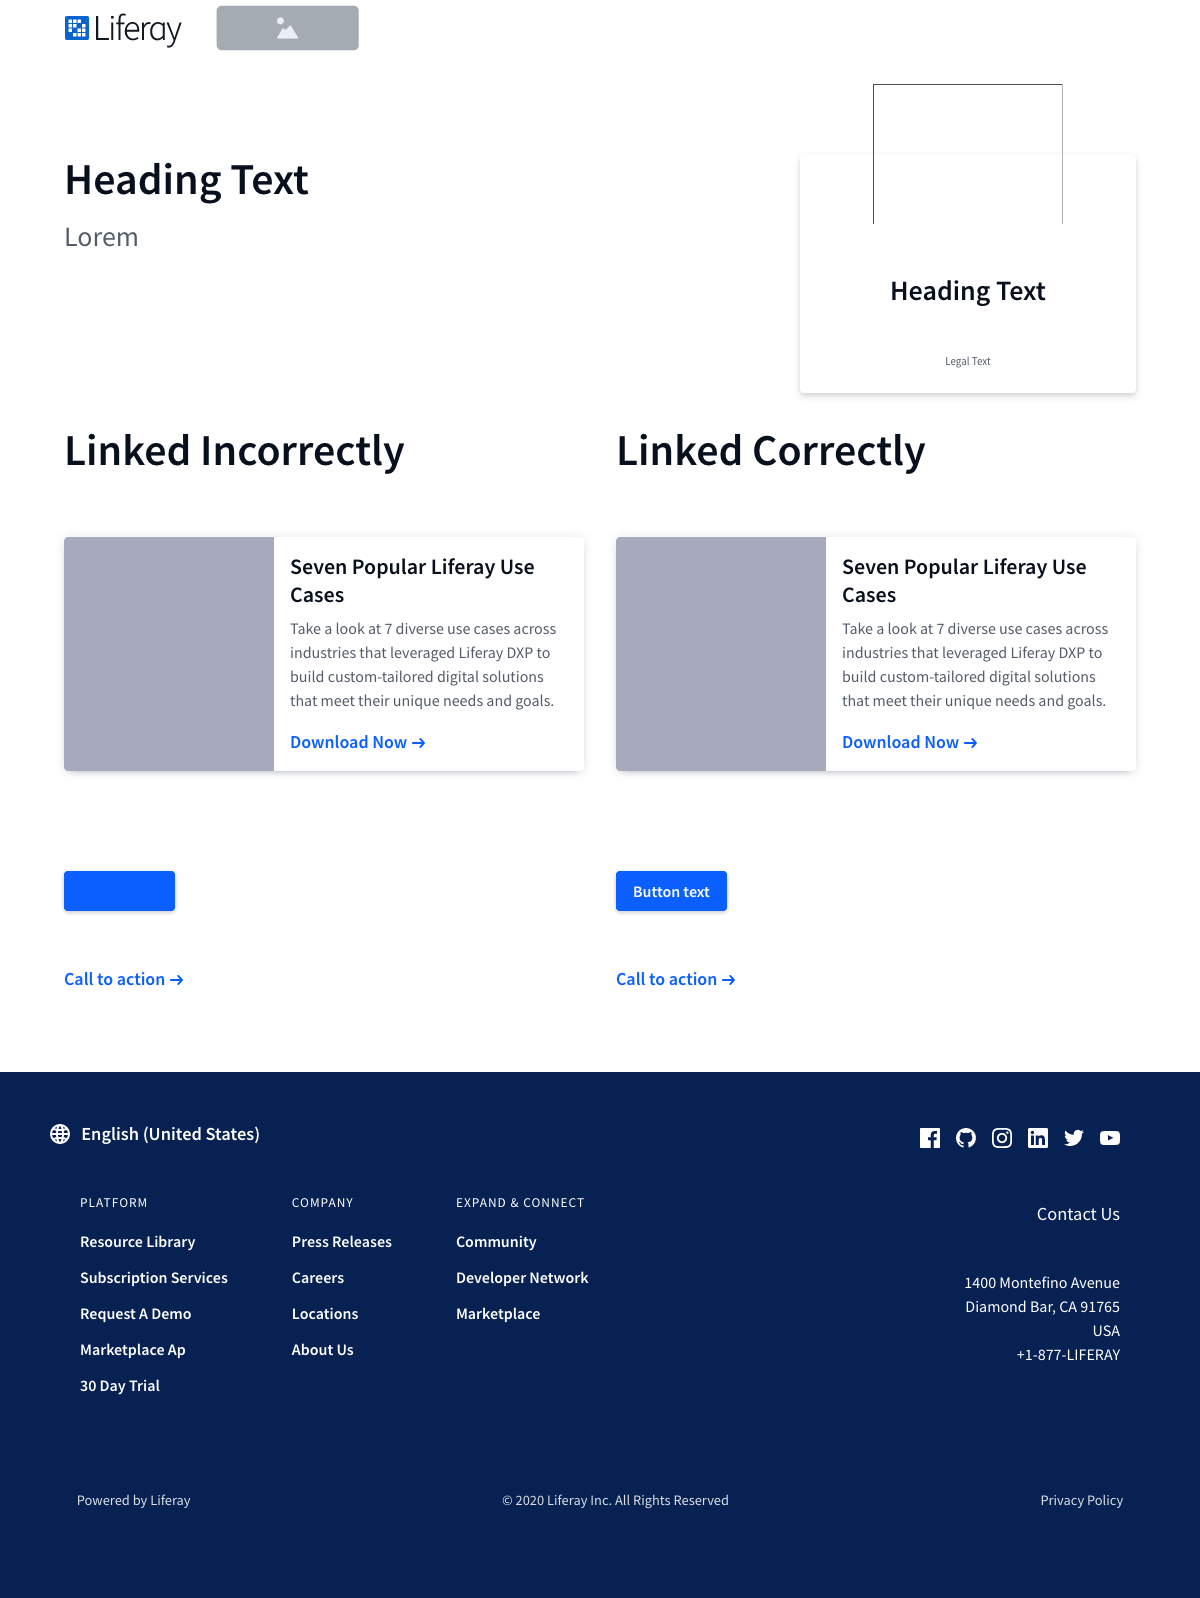 Liferay
Heading Text
Lorem
Heading Text
Legal Text
Linked Incorrectly
Linked Correctly
Seven Popular Liferay Use
Cases
Take a look at 7 diverse use cases across
industries that leveraged Liferay DXP to
build custom-tailored digital solutions
that meet their unique needs and goals.
Download Now →
Seven Popular Liferay Use
Cases
Take a look at 7 diverse use cases across
industries that leveraged Liferay DXP to
build custom-tailored digital solutions
that meet their unique needs and goals.
Download Now →
Button text
Call to action →
Call to action →
English (United States)
PLATFORM
Resource Library
Subscription Services
Request A Demo
Marketplace Ap
30 Day Trial
COMPANY
Press Releases
Careers
Locations
About Us
EXPAND & CONNECT
Community
Developer Network
Marketplace
Contact Us
1400 Montefino Avenue
Diamond Bar, CA 91765
USA
+1-877-LIFERAY
Powered by Liferay
© 2020 Liferay Inc. All Rights Reserved
Privacy Policy